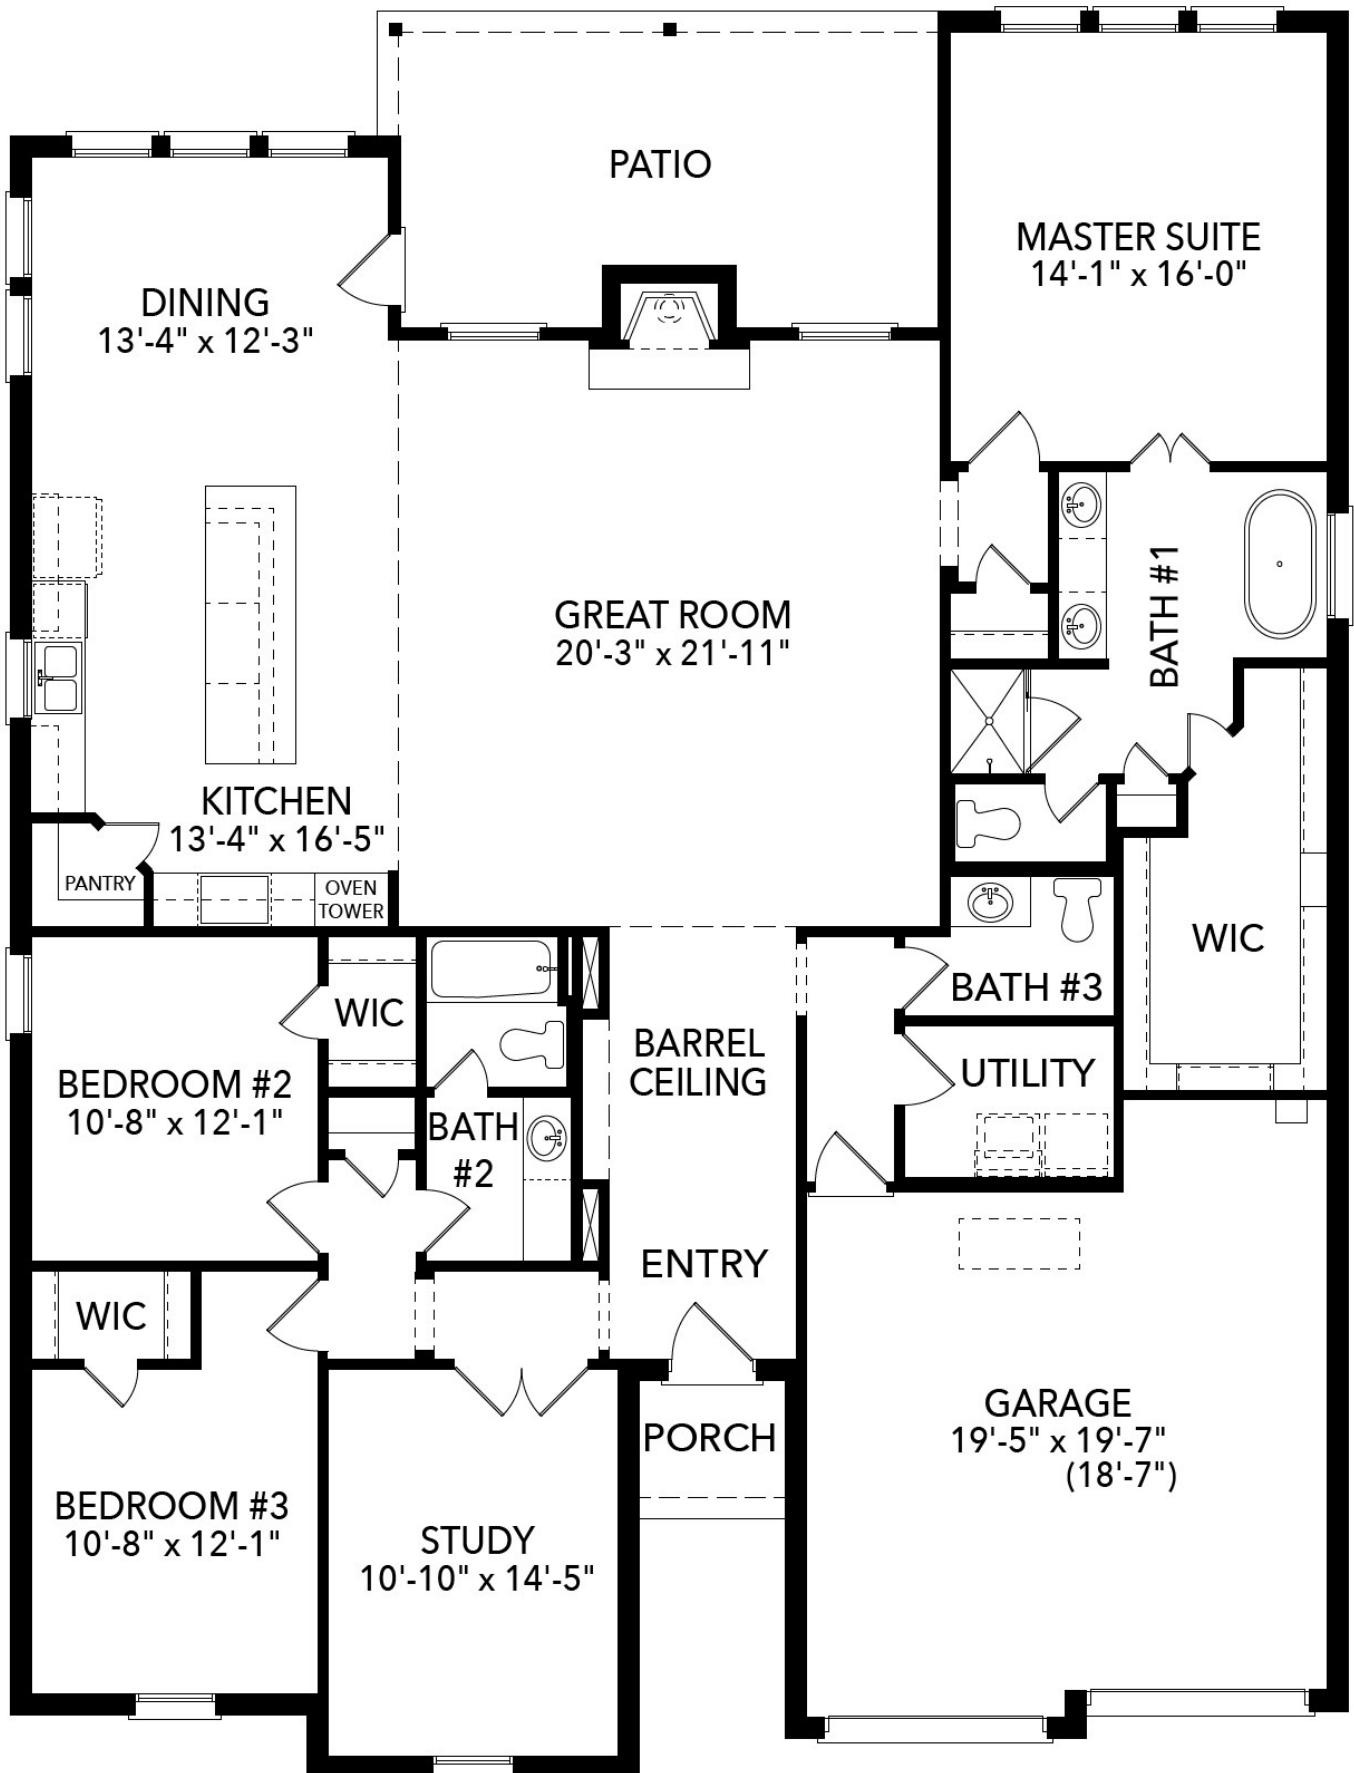 PATIO
MASTER SUITE
14'-1" x 16'-0"
DINING
13'-4" x 12'-3"
GREAT ROOM
20'-3" x 21'-11"
BATH #1
KITCHEN
13'-4" x 16'-5"
PANTRY
OVEN
TOWER
WIC
BATH #3
WIC
BARREL
CEILING
UTILITY
BEDROOM #2
10'-8" x 12'-1"
BATH
#2
ENTRY
WIC
GARAGE
19'-5" x 19'-7"
(18'-7")
PORCH
BEDROOM #3
10'-8" x 12'-1"
STUDY
10'-10" x 14'-5"